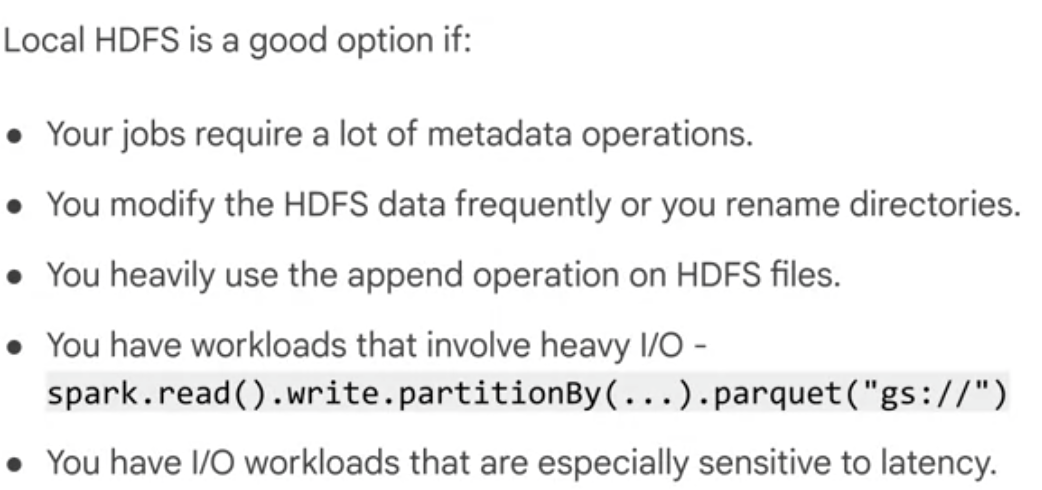 Local HDFS is a good option if:
● Your jobs require a lot of metadata operations.
● You modify the HDFS data frequently or you rename directories.
● You heavily use the append operation on HDFS files.
● You have workloads that involve heavy I/O -
spark.read().write.partitionBy(...).parquet("gs://")
● You have I/O workloads that are especially sensitive to latency.